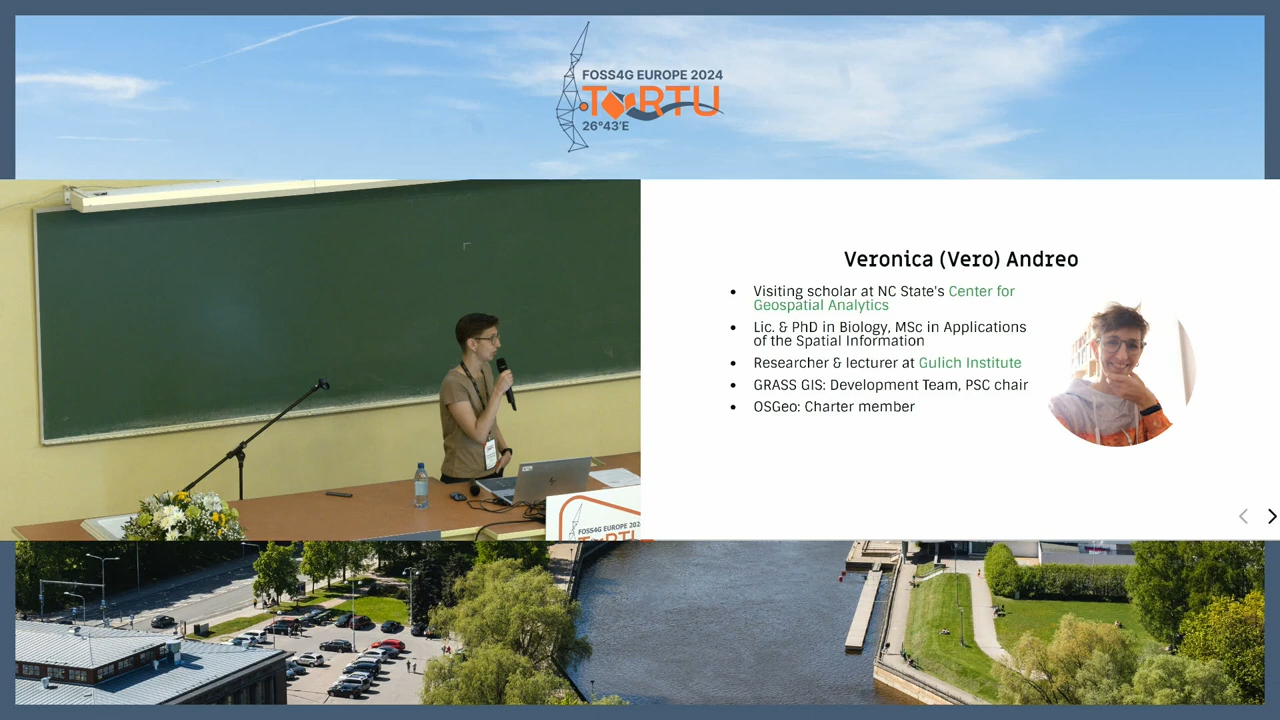 FOSS4G EUROPE 2024
TORTU
26°43'E
Veronica (Vero) Andreo
• Visiting scholar at NC State's Center for
Geospatial Analytics
• Lic. & PhD in Biology, MSc in Applications
of the Spatial Information
• Researcher & lecturer at Gulich Institute
• GRASS GIS: Development Team, PSC chair
• OSGeo: Charter member
FOSS4G EUROPE 202